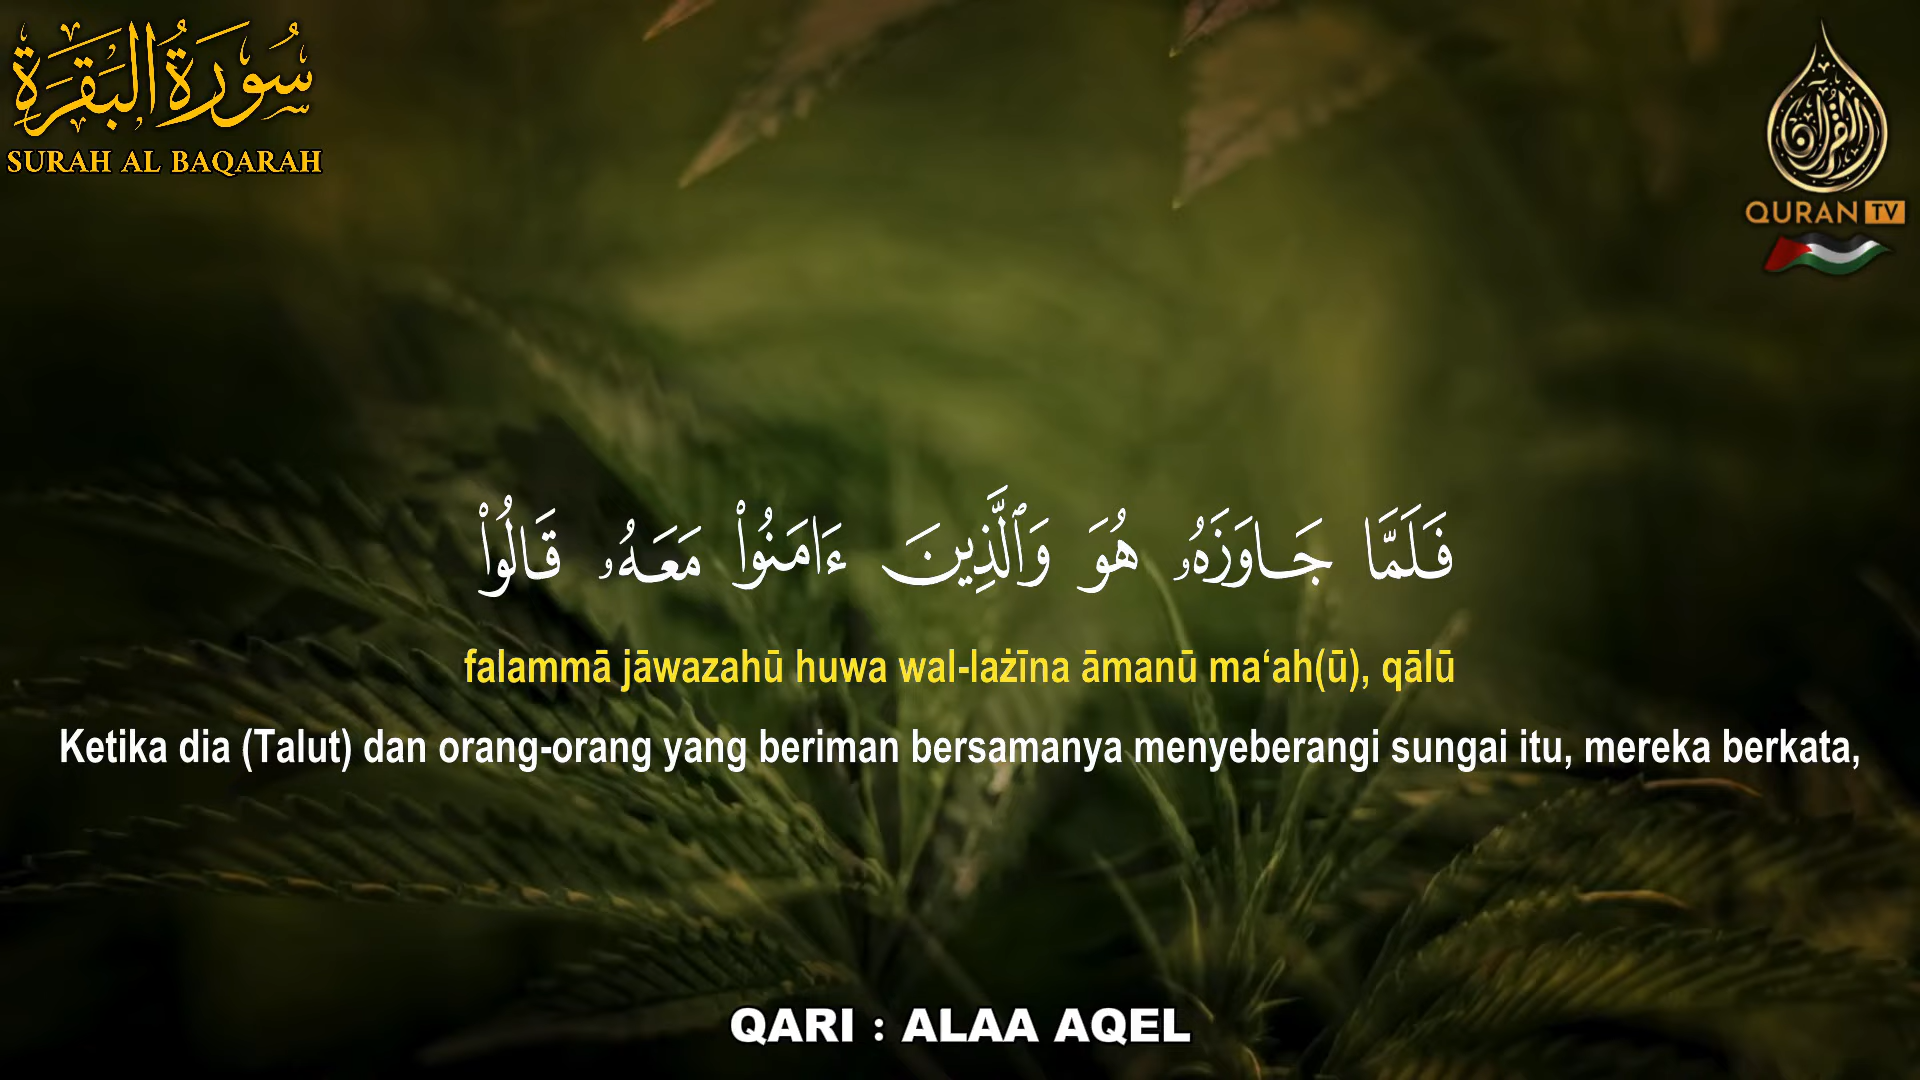 سُورَةُ البَقَرَةِ
SURAH AL BAQARAH
القرآن
QURAN TV
فَلَمَّا جَاوَزَهُۥ هُوَ وَٱلَّذِينَ ءَامَنُوا۟ مَعَهُۥ قَالُوا۟
falammā jāwazahū huwa wal-lażīna āmanū ma‘ah(ū), qālū
Ketika dia (Talut) dan orang-orang yang beriman bersamanya menyeberangi sungai itu, mereka berkata,
QARI : ALAA AQEL